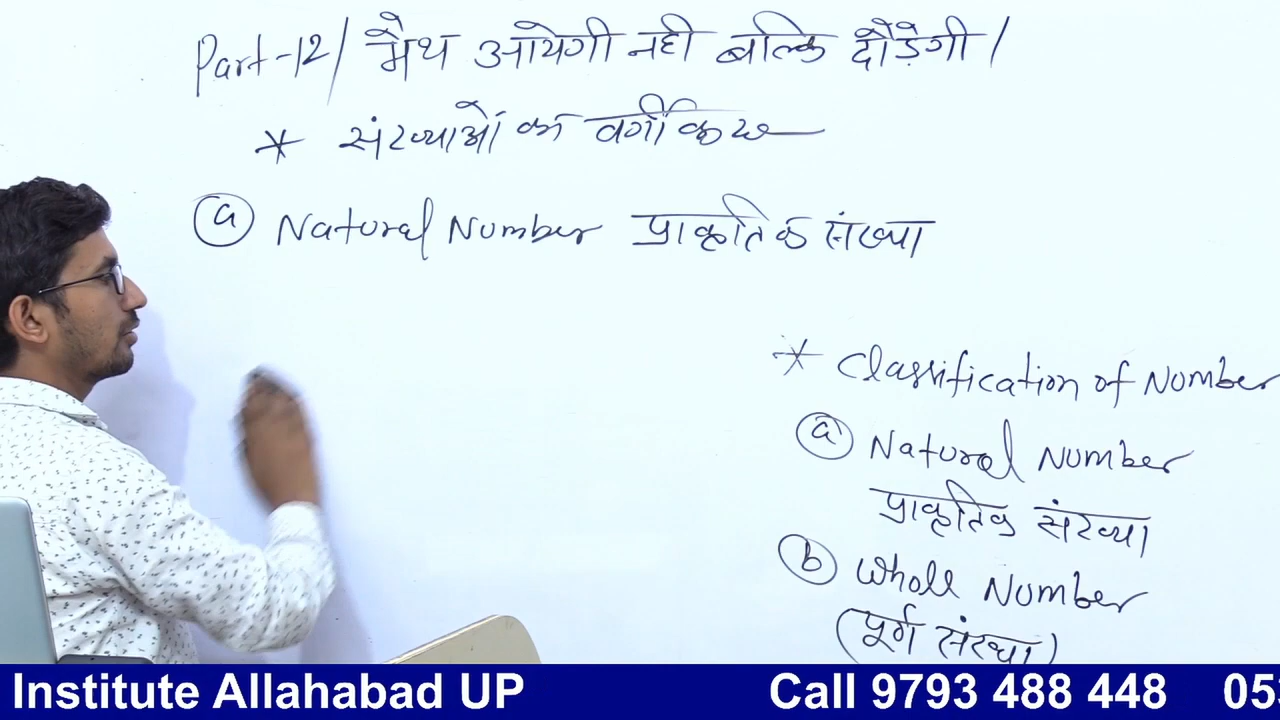 Part-12/ मैथ आयेगी नही बल्कि दौड़ेगी /
* संख्याओं का वर्गीकरण
(a) Natural Number प्राकृतिक संख्या
* Classification of Number
(a) Natural Number
प्राकृतिक संख्या
(b) Whole Number
(पूर्ण संख्या)
Institute Allahabad UP Call 9793 488 448 053